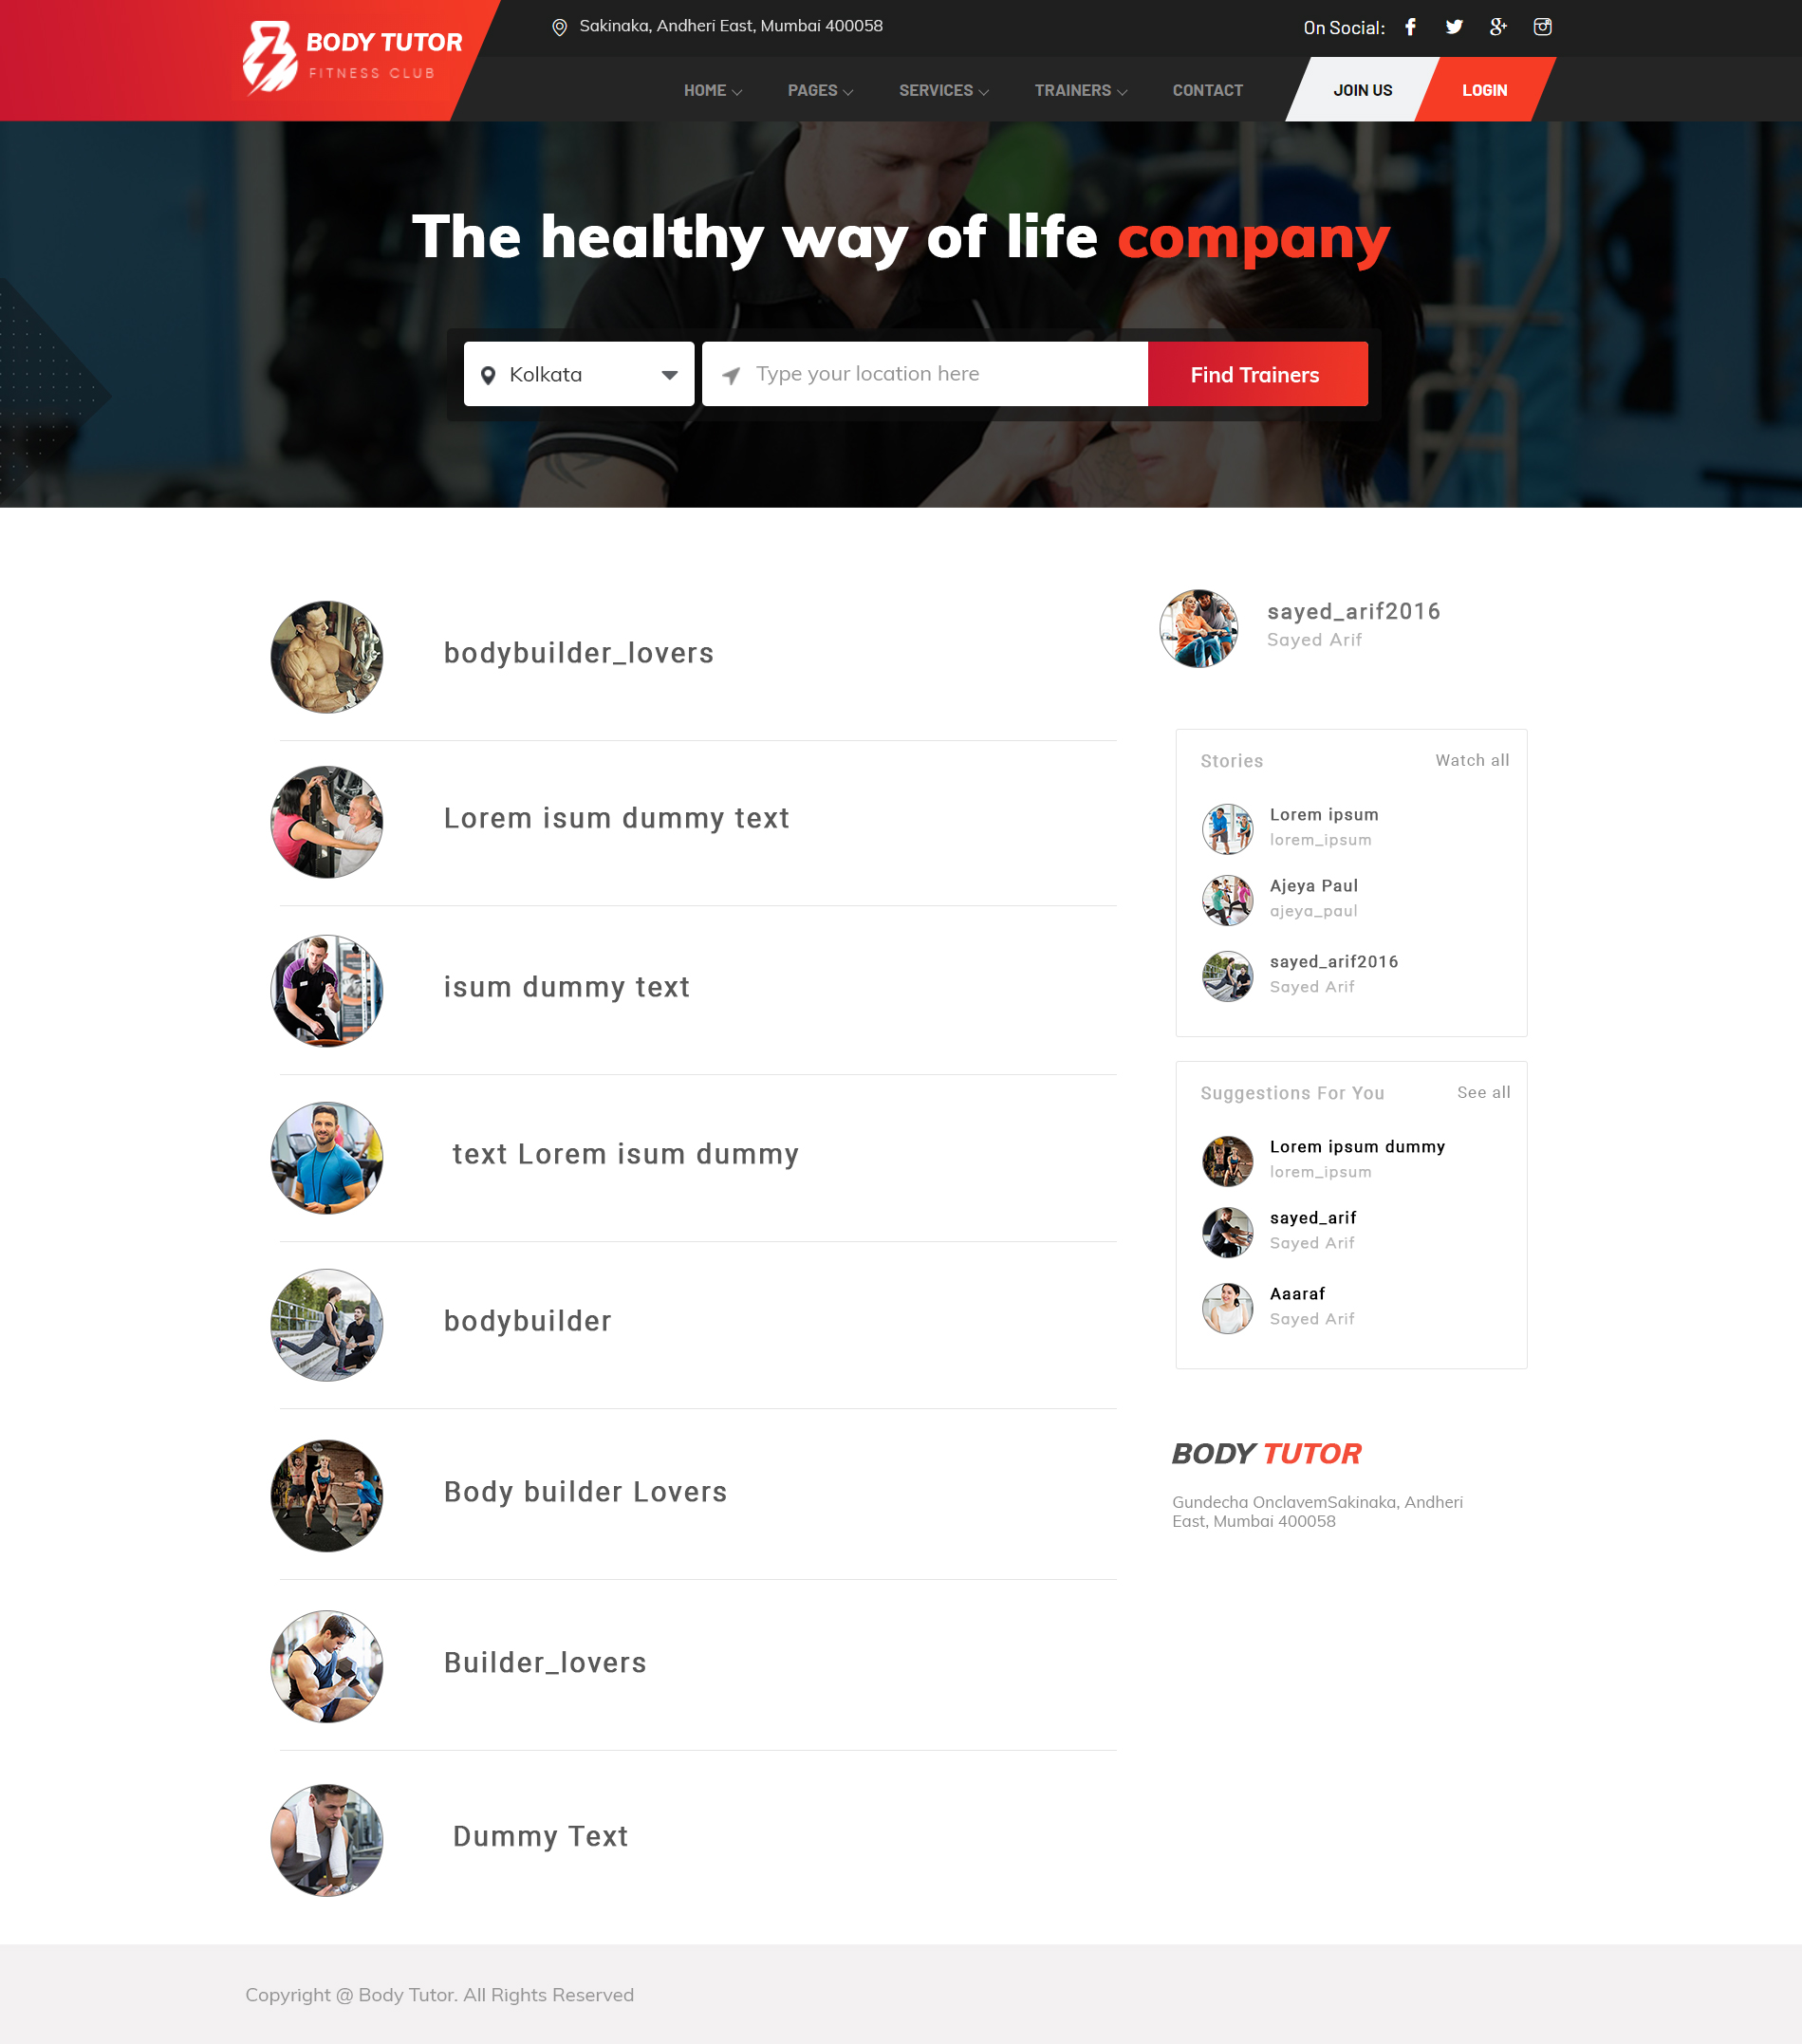 BODY TUTOR
FITNESS CLUB
Sakinaka, Andheri East, Mumbai 400058
On Social:
HOME
PAGES
SERVICES
TRAINERS
CONTACT
JOIN US
LOGIN
The healthy way of life company
Kolkata
Type your location here
Find Trainers
bodybuilder_lovers
Lorem isum dummy text
isum dummy text
text Lorem isum dummy
bodybuilder
Body builder Lovers
Builder_lovers
Dummy Text
sayed_arif2016
Sayed Arif
Stories
Watch all
Lorem ipsum
lorem_ipsum
Ajeya Paul
ajeya_paul
sayed_arif2016
Sayed Arif
Suggestions For You
See all
Lorem ipsum dummy
lorem_ipsum
sayed_arif
Sayed Arif
Aaaraf
Sayed Arif
BODY TUTOR
Gundecha OnclavemSakinaka, Andheri
East, Mumbai 400058
Copyright @ Body Tutor. All Rights Reserved